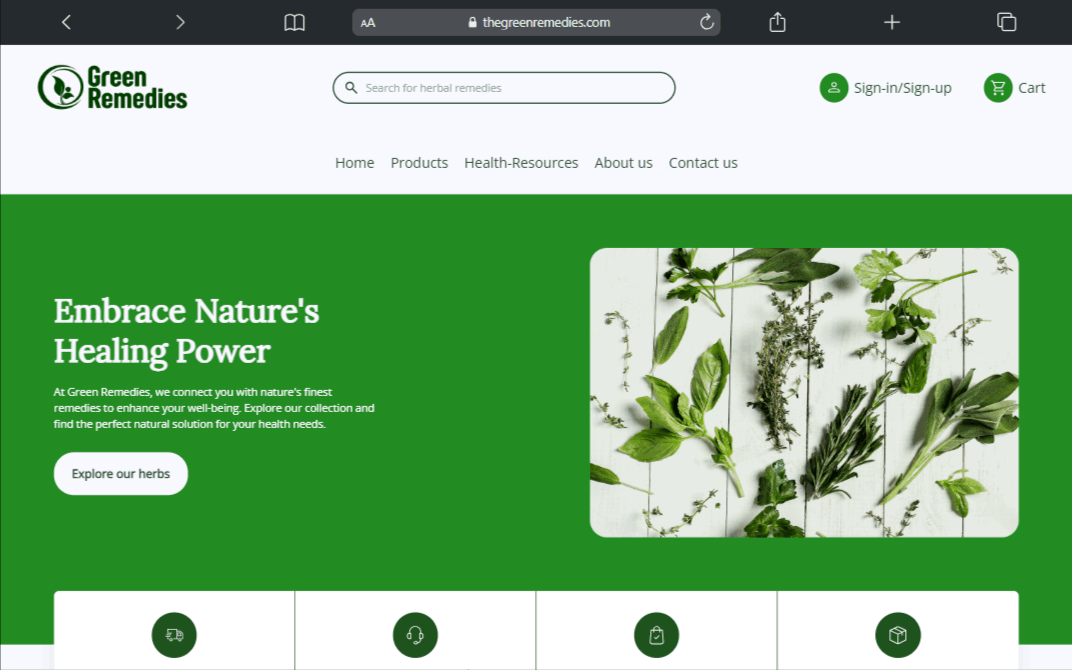 AA
thegreenremedies.com
Green
Remedies
Search for herbal remedies
Sign-in/Sign-up
Cart
Home Products Health-Resources About us Contact us
Embrace Nature's
Healing Power
At Green Remedies, we connect you with nature's finest
remedies to enhance your well-being. Explore our collection and
find the perfect natural solution for your health needs.
Explore our herbs